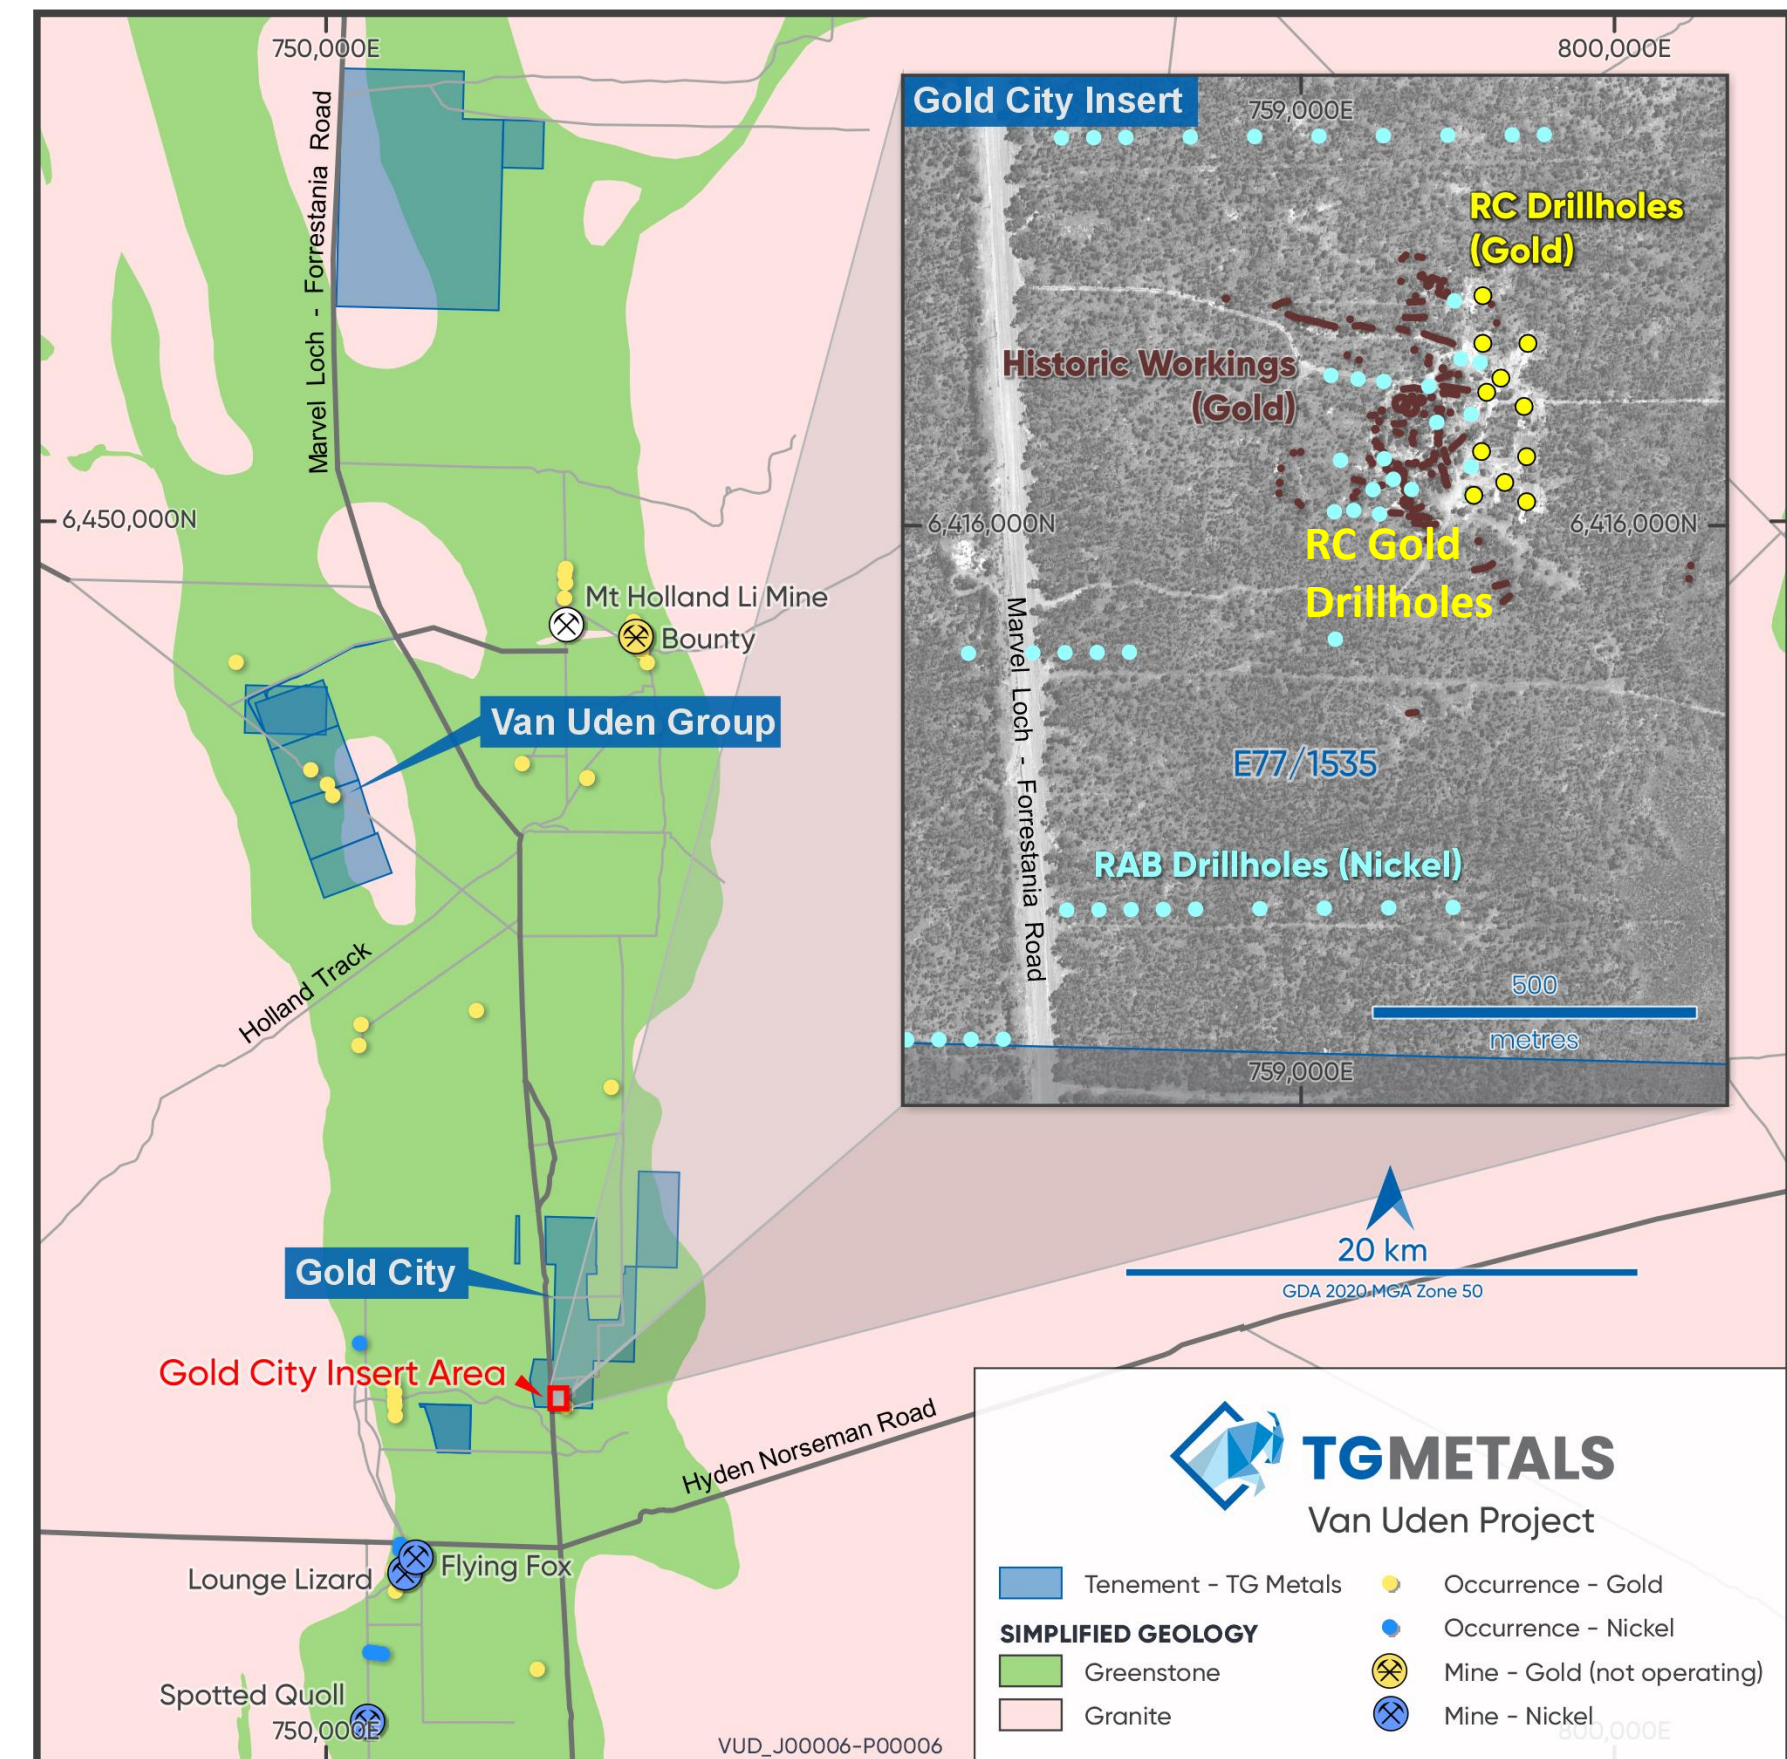 750,000E
800,000E
Marvel Loch - Forrestania Road
Gold City Insert
759,000E
RC Drillholes
(Gold)
Historic Workings
(Gold)
6,450,000N
6,416,000N
6,416,000N
RC Gold
Drillholes
Mt Holland Li Mine
Bounty
Van Uden Group
Marvel Loch - Forrestania Road
E77/1535
RAB Drillholes (Nickel)
Holland Track
500
metres
759,000E
20 km
GDA 2020 MGA Zone 50
Gold City
Gold City Insert Area
Hyden Norseman Road
Lounge Lizard
Flying Fox
Spotted Quoll
750,000E
VUD_J00006-P00006
TGMETALS
Van Uden Project
Tenement - TG Metals
SIMPLIFIED GEOLOGY
Greenstone
Granite
Occurrence - Gold
Occurrence - Nickel
Mine - Gold (not operating)
Mine - Nickel
800,000E